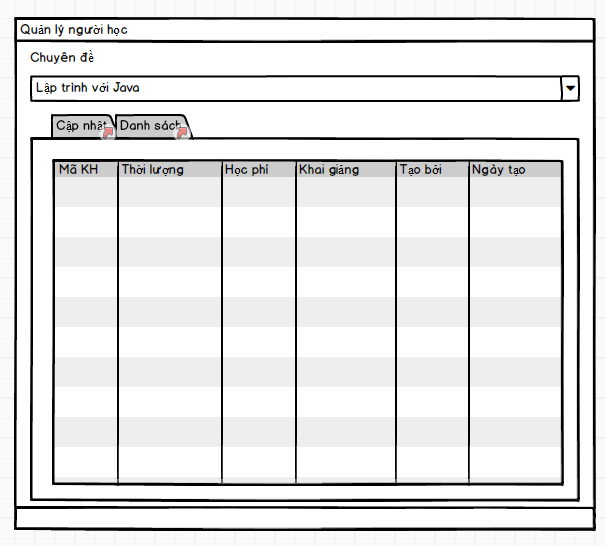 Quản lý người học
Chuyên đề
Lập trình với Java
Cập nhật Danh sách
Mã KH Thời lượng Học phí Khai giảng Tạo bởi Ngày tạo